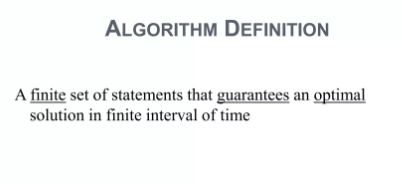 ALGORITHM DEFINITION
A finite set of statements that guarantees an optimal
solution in finite interval of time